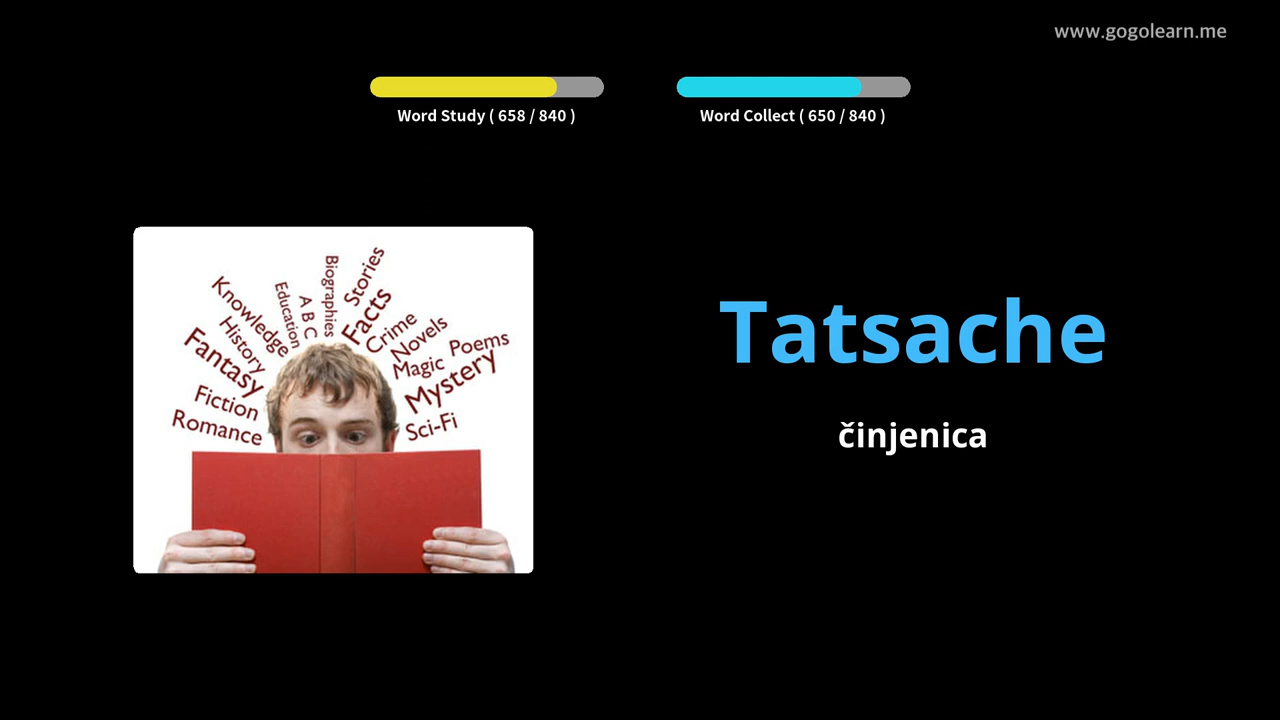 www.gogolearn.me
Word Study ( 658 / 840 )
Word Collect ( 650 / 840 )
Biographies
Stories
Facts
A B C
Education
Knowledge
History
Fantasy
Fiction
Romance
Crime
Novels
Poems
Magic
Mystery
Sci-Fi
Tatsache
činjenica